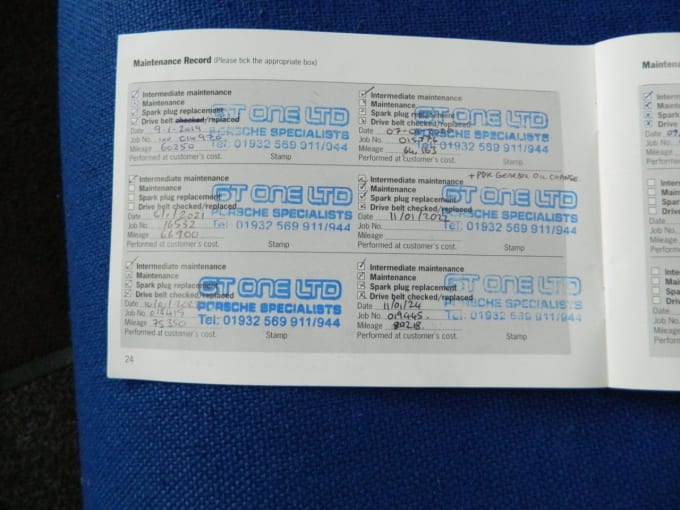 Maintenance Record (Please tick the appropriate box)
Intermediate maintenance
Maintenance
Spark plug replacement
Drive belt checked/replaced
Date 9.1.2019
Job No.
Mileage 60250
Performed at customer's cost. Stamp
GT ONE LTD
PORSCHE SPECIALISTS
Tel: 01932 569 911/944
Intermediate maintenance
Maintenance
Spark plug replacement
Drive belt checked/replaced
Date
Job No.
Mileage 64,163
Performed at customer's cost. Stamp
GT ONE LTD
PORSCHE SPECIALISTS
Tel: 01932 569 911/944
Intermediate maintenance
Maintenance
Spark plug replacement
Drive belt checked/replaced
Date 6/1/2021
Job No. 16532
Mileage 66900
Performed at customer's cost. Stamp
GT ONE LTD
PORSCHE SPECIALISTS
Tel: 01932 569 911/944
+ PDK GEARBOX OIL CHANGE
Intermediate maintenance
Maintenance
Spark plug replacement
Drive belt checked/replaced
Date 11/01/2022
Job No.
Mileage
Performed at customer's cost. Stamp
GT ONE LTD
PORSCHE SPECIALISTS
Tel: 01932 569 911/944
Intermediate maintenance
Maintenance
Spark plug replacement
Drive belt checked/replaced
Date
Job No.
Mileage 75350
Performed at customer's cost. Stamp
GT ONE LTD
PORSCHE SPECIALISTS
Tel: 01932 569 911/944
Intermediate maintenance
Maintenance
Spark plug replacement
Drive belt checked/replaced
Date 11/01/24
Job No. 019445.
Mileage 80218.
Performed at customer's cost. Stamp
GT ONE LTD
PORSCHE SPECIALISTS
Tel: 01932 569 911/944
24